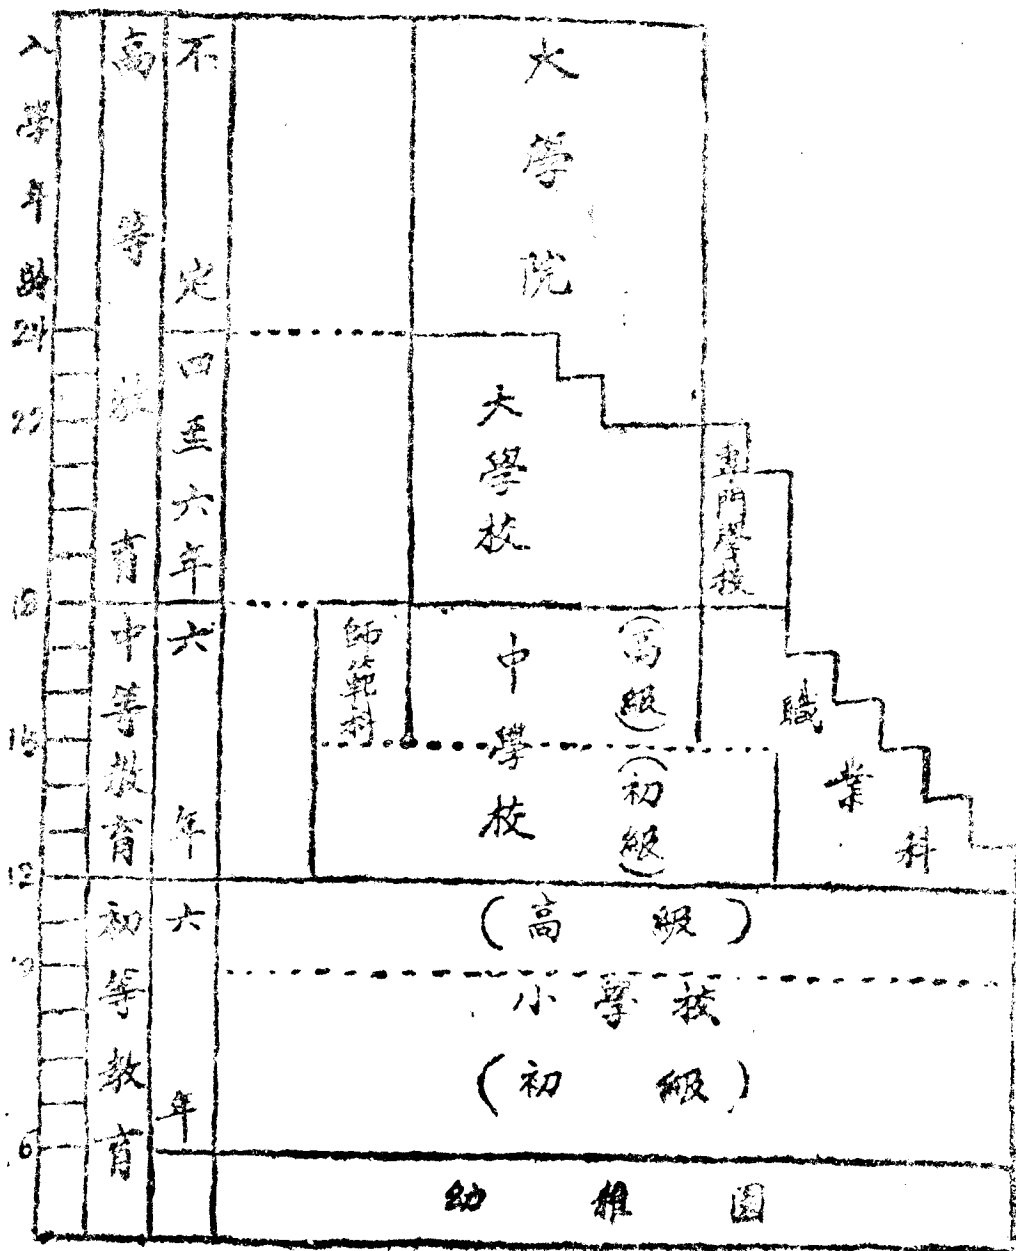 入學年齡
24
22
18
15
12
6
高等教育
中等教育
初等教育
不定
四至六年
六年
六年
大學院
大學校
專門學校
師範科
中學校
(高級)
(初級)
職業科
(高級)
小學校
(初級)
幼稚園